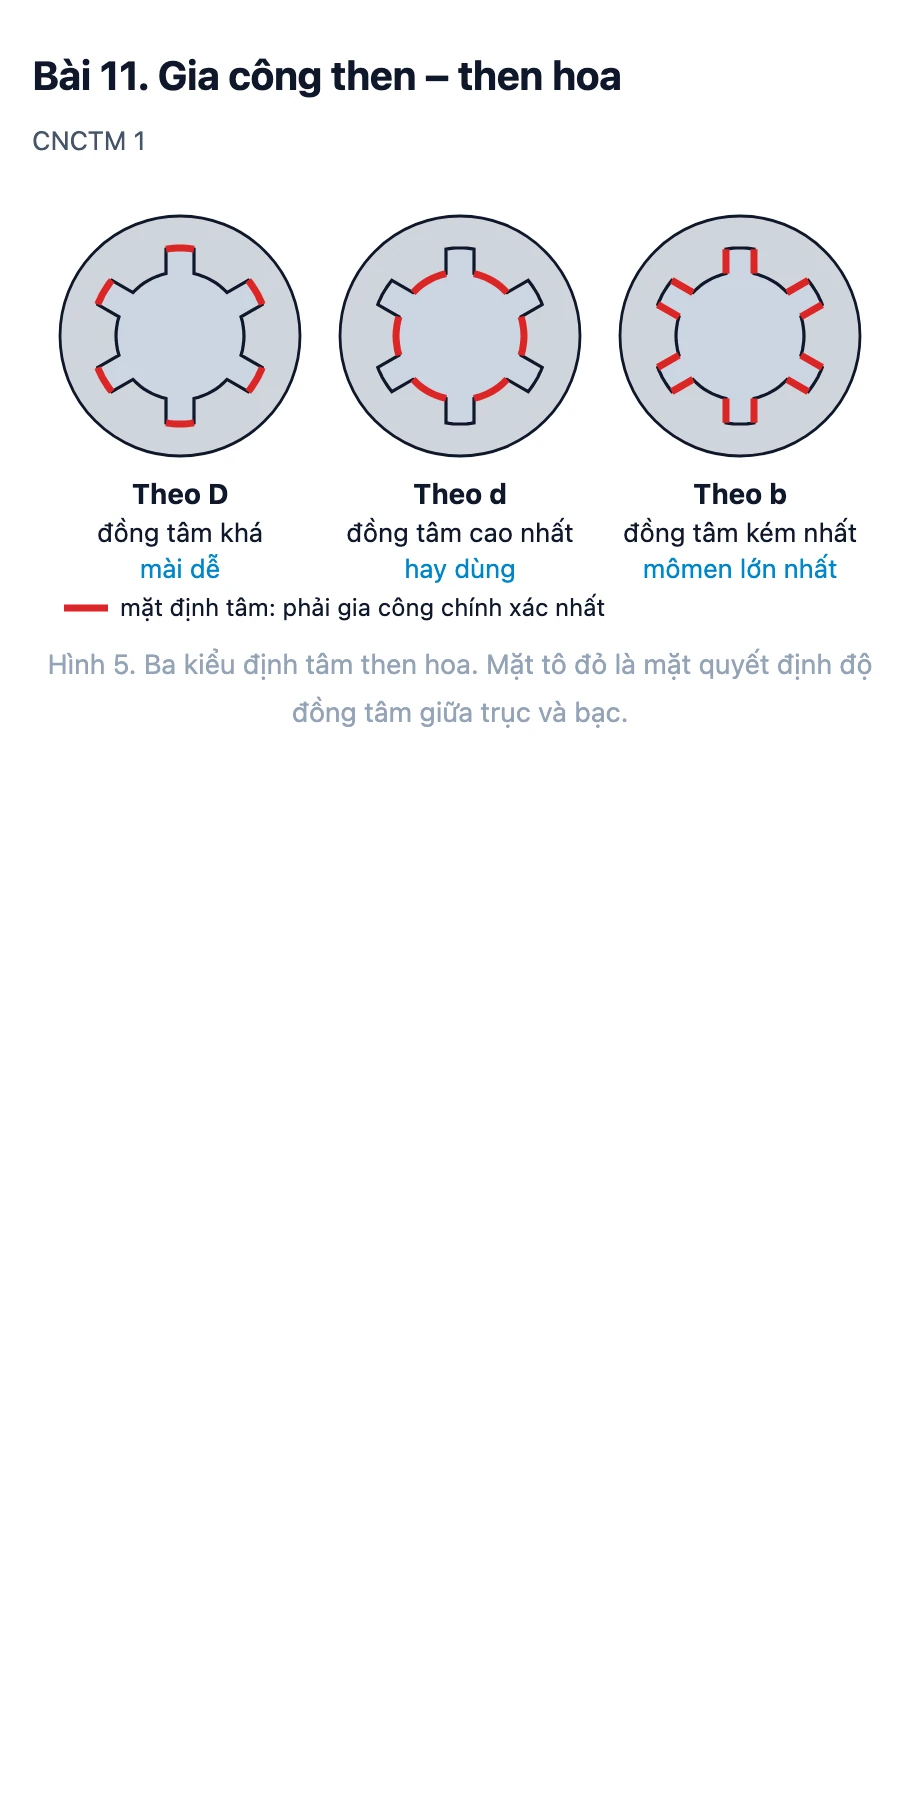 Bài 11. Gia công then – then hoa
CNCTM 1
Theo D
đồng tâm khá
mài dễ
Theo d
đồng tâm cao nhất
hay dùng
Theo b
đồng tâm kém nhất
mômen lớn nhất
mặt định tâm: phải gia công chính xác nhất
Hình 5. Ba kiểu định tâm then hoa. Mặt tô đỏ là mặt quyết định độ
đồng tâm giữa trục và bạc.